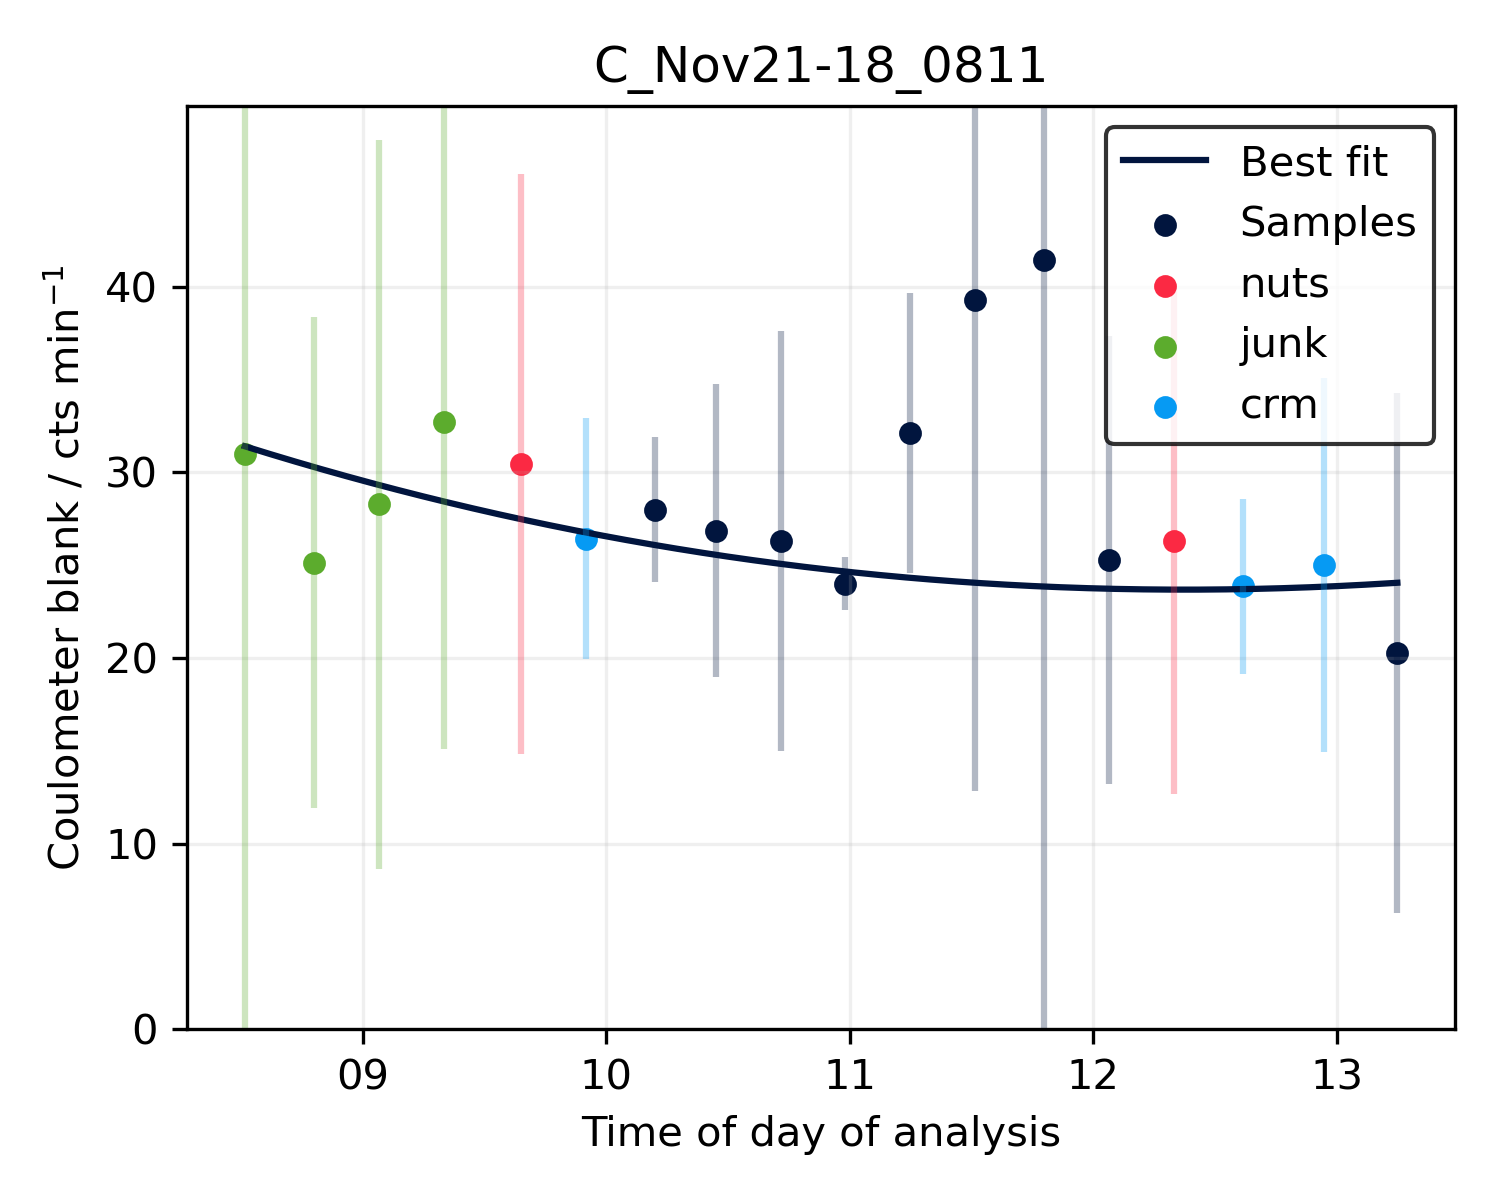 C_Nov21-18_0811
Coulometer blank / cts min⁻¹
40
30
20
10
0
Best fit
Samples
nuts
junk
crm
09 10 11 12 13
Time of day of analysis